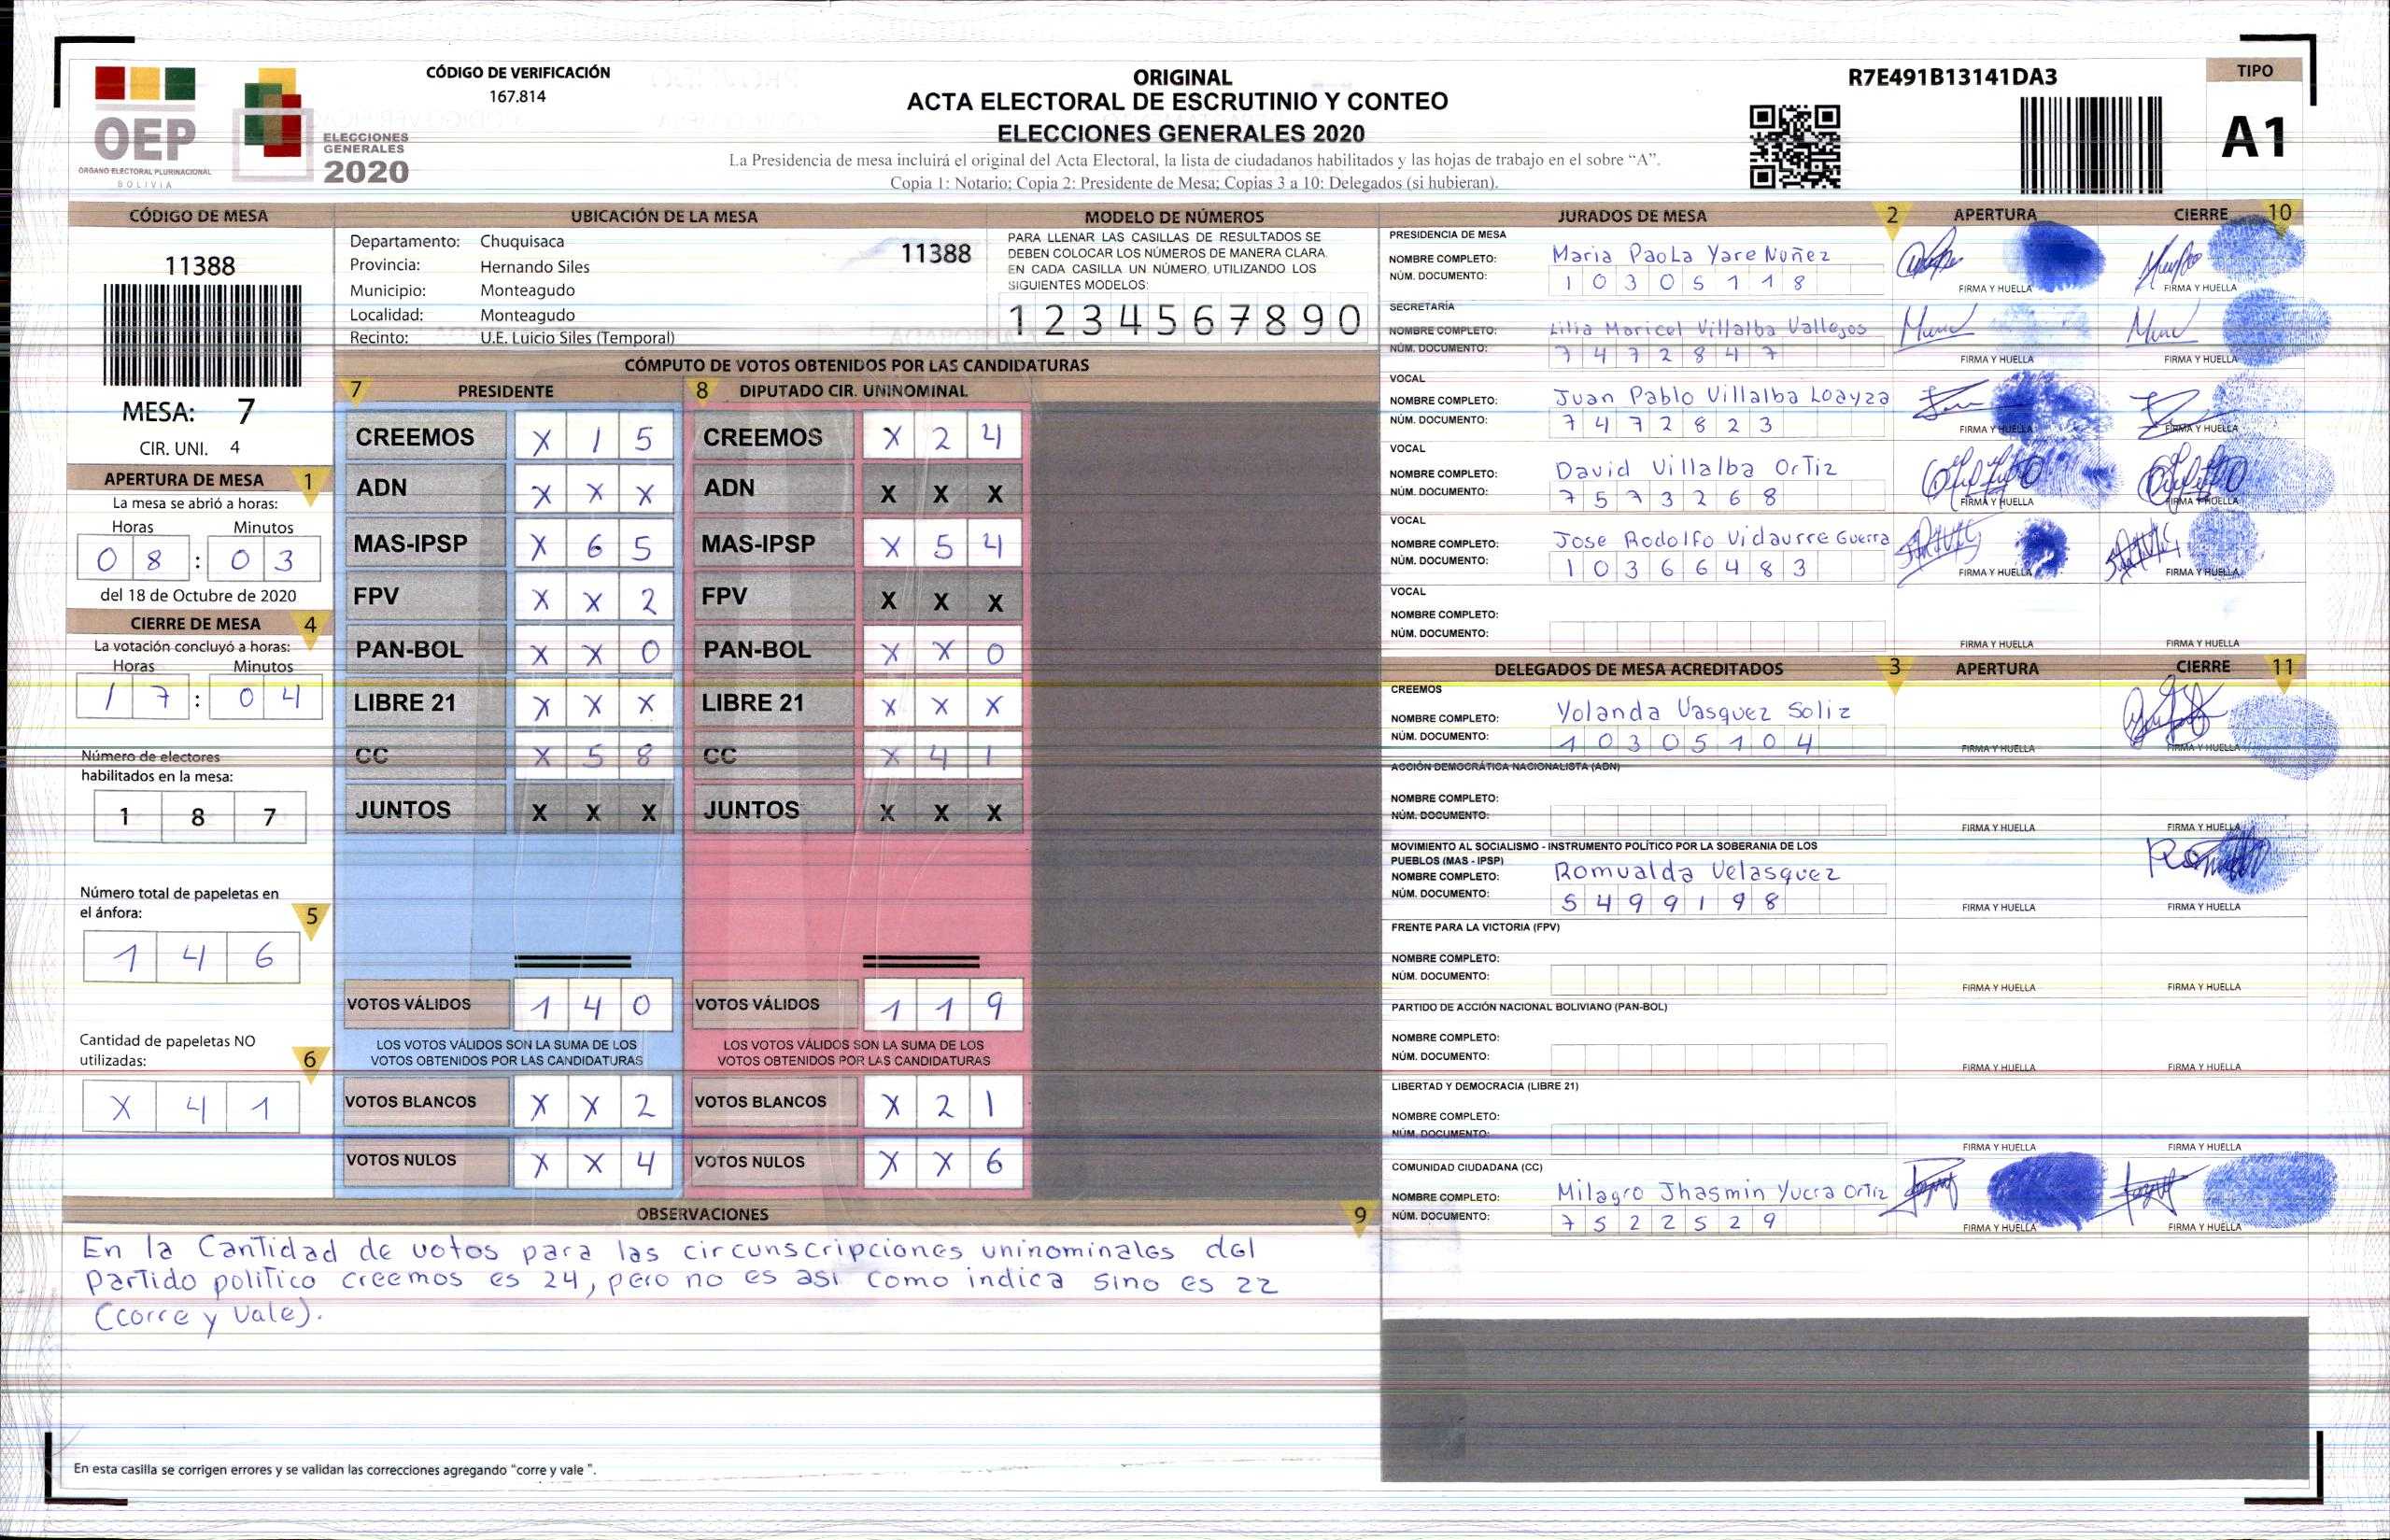 OEP
ÓRGANO ELECTORAL PLURINACIONAL
BOLIVIA
ELECCIONES
GENERALES
2020
CÓDIGO DE VERIFICACIÓN
167.814
ORIGINAL
ACTA ELECTORAL DE ESCRUTINIO Y CONTEO
ELECCIONES GENERALES 2020
La Presidencia de mesa incluirá el original del Acta Electoral, la lista de ciudadanos habilitados y las hojas de trabajo en el sobre “A”.
Copia 1: Notario; Copia 2: Presidente de Mesa; Copias 3 a 10: Delegados (si hubieran).
R7E491B13141DA3
TIPO
A1
CÓDIGO DE MESA
11388
MESA: 7
CIR. UNI. 4
APERTURA DE MESA 1
La mesa se abrió a horas:
Horas Minutos
0 8 : 0 3
del 18 de Octubre de 2020
CIERRE DE MESA 4
La votación concluyó a horas:
Horas Minutos
1 7 : 0 4
Número de electores
habilitados en la mesa:
1 8 7
Número total de papeletas en
el ánfora: 5
1 4 6
Cantidad de papeletas NO
utilizadas: 6
X 4 1
UBICACIÓN DE LA MESA
Departamento: Chuquisaca 11388
Provincia: Hernando Siles
Municipio: Monteagudo
Localidad: Monteagudo
Recinto: U.E. Luicio Siles (Temporal)
MODELO DE NÚMEROS
PARA LLENAR LAS CASILLAS DE RESULTADOS SE
DEBEN COLOCAR LOS NÚMEROS DE MANERA CLARA.
EN CADA CASILLA UN NÚMERO, UTILIZANDO LOS
SIGUIENTES MODELOS:
1 2 3 4 5 6 7 8 9 0
CÓMPUTO DE VOTOS OBTENIDOS POR LAS CANDIDATURAS
7 PRESIDENTE 8 DIPUTADO CIR. UNINOMINAL
CREEMOS X 1 5 CREEMOS X 2 4
ADN X X X ADN X X X
MAS-IPSP X 6 5 MAS-IPSP X 5 4
FPV X X 2 FPV X X X
PAN-BOL X X 0 PAN-BOL X X 0
LIBRE 21 X X X LIBRE 21 X X X
CC X 5 8 CC X 4 1
JUNTOS X X X JUNTOS X X X
VOTOS VÁLIDOS 1 4 0 VOTOS VÁLIDOS 1 1 9
LOS VOTOS VÁLIDOS SON LA SUMA DE LOS LOS VOTOS VÁLIDOS SON LA SUMA DE LOS
VOTOS OBTENIDOS POR LAS CANDIDATURAS VOTOS OBTENIDOS POR LAS CANDIDATURAS
VOTOS BLANCOS X X 2 VOTOS BLANCOS X 2 1
VOTOS NULOS X X 4 VOTOS NULOS X X 6
OBSERVACIONES 9
En la Cantidad de votos para las circunscripciones uninominales del
Partido politico creemos es 24, pero no es asi como indica sino es 22
(corre y vale).
En esta casilla se corrigen errores y se validan las correcciones agregando “corre y vale ”.
JURADOS DE MESA 2 APERTURA CIERRE 10
PRESIDENCIA DE MESA
NOMBRE COMPLETO: Maria PaoLa Yare Nuñez
NÚM. DOCUMENTO: 1 0 3 0 5 1 1 8
FIRMA Y HUELLA FIRMA Y HUELLA
SECRETARÍA
NOMBRE COMPLETO: Lilia Maricel Villalba Vallejos
NÚM. DOCUMENTO: 7 4 7 2 8 4 7
FIRMA Y HUELLA FIRMA Y HUELLA
VOCAL
NOMBRE COMPLETO: Juan Pablo Villalba Loayza
NÚM. DOCUMENTO: 7 4 7 2 8 2 3
FIRMA Y HUELLA FIRMA Y HUELLA
VOCAL
NOMBRE COMPLETO: David Villalba Ortiz
NÚM. DOCUMENTO: 7 5 7 3 2 6 8
FIRMA Y HUELLA FIRMA Y HUELLA
VOCAL
NOMBRE COMPLETO: Jose Rodolfo Vidaurre Guerra
NÚM. DOCUMENTO: 1 0 3 6 6 4 8 3
FIRMA Y HUELLA FIRMA Y HUELLA
VOCAL
NOMBRE COMPLETO:
NÚM. DOCUMENTO:
FIRMA Y HUELLA FIRMA Y HUELLA
DELEGADOS DE MESA ACREDITADOS 3 APERTURA CIERRE 11
CREEMOS
NOMBRE COMPLETO: Yolanda Vasquez Soliz
NÚM. DOCUMENTO: 1 0 3 0 5 1 0 4
FIRMA Y HUELLA FIRMA Y HUELLA
ACCIÓN DEMOCRÁTICA NACIONALISTA (ADN)
NOMBRE COMPLETO:
NÚM. DOCUMENTO:
FIRMA Y HUELLA FIRMA Y HUELLA
MOVIMIENTO AL SOCIALISMO - INSTRUMENTO POLÍTICO POR LA SOBERANIA DE LOS
PUEBLOS (MAS - IPSP)
NOMBRE COMPLETO: Romualda Velasquez
NÚM. DOCUMENTO: 5 4 9 9 1 9 8
FIRMA Y HUELLA FIRMA Y HUELLA
FRENTE PARA LA VICTORIA (FPV)
NOMBRE COMPLETO:
NÚM. DOCUMENTO:
FIRMA Y HUELLA FIRMA Y HUELLA
PARTIDO DE ACCIÓN NACIONAL BOLIVIANO (PAN-BOL)
NOMBRE COMPLETO:
NÚM. DOCUMENTO:
FIRMA Y HUELLA FIRMA Y HUELLA
LIBERTAD Y DEMOCRACIA (LIBRE 21)
NOMBRE COMPLETO:
NÚM. DOCUMENTO:
FIRMA Y HUELLA FIRMA Y HUELLA
COMUNIDAD CIUDADANA (CC)
NOMBRE COMPLETO: Milagro Jhasmin Yucra Ortiz
NÚM. DOCUMENTO: 7 5 2 2 5 2 9
FIRMA Y HUELLA FIRMA Y HUELLA